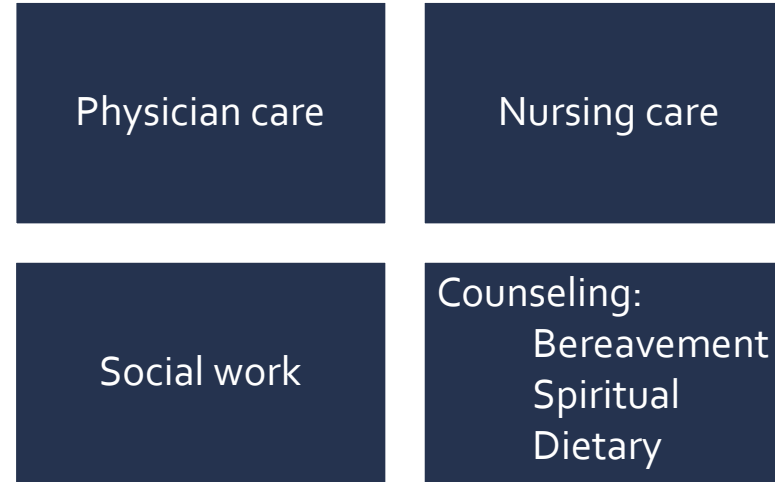 Physician care
Nursing care
Social work
Counseling:
Bereavement
Spiritual
Dietary